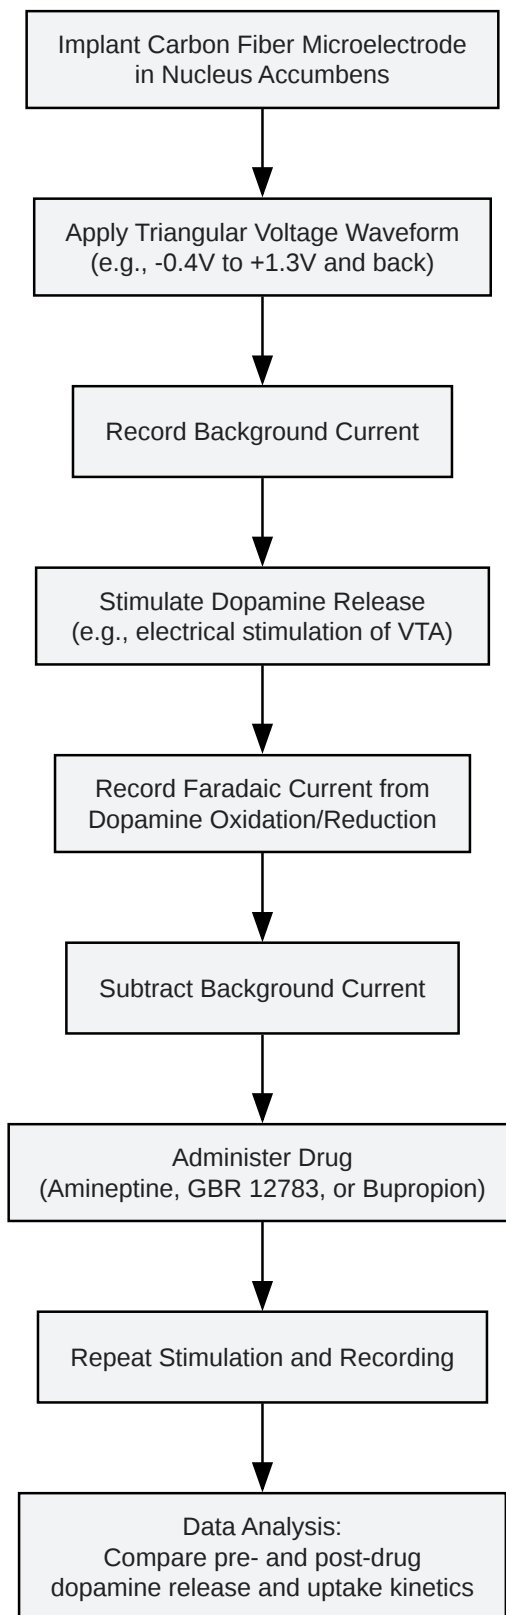 Implant Carbon Fiber Microelectrode
in Nucleus Accumbens
Apply Triangular Voltage Waveform
(e.g., -0.4V to +1.3V and back)
Record Background Current
Stimulate Dopamine Release
(e.g., electrical stimulation of VTA)
Record Faradaic Current from
Dopamine Oxidation/Reduction
Subtract Background Current
Administer Drug
(Amineptine, GBR 12783, or Bupropion)
Repeat Stimulation and Recording
Data Analysis:
Compare pre- and post-drug
dopamine release and uptake kinetics